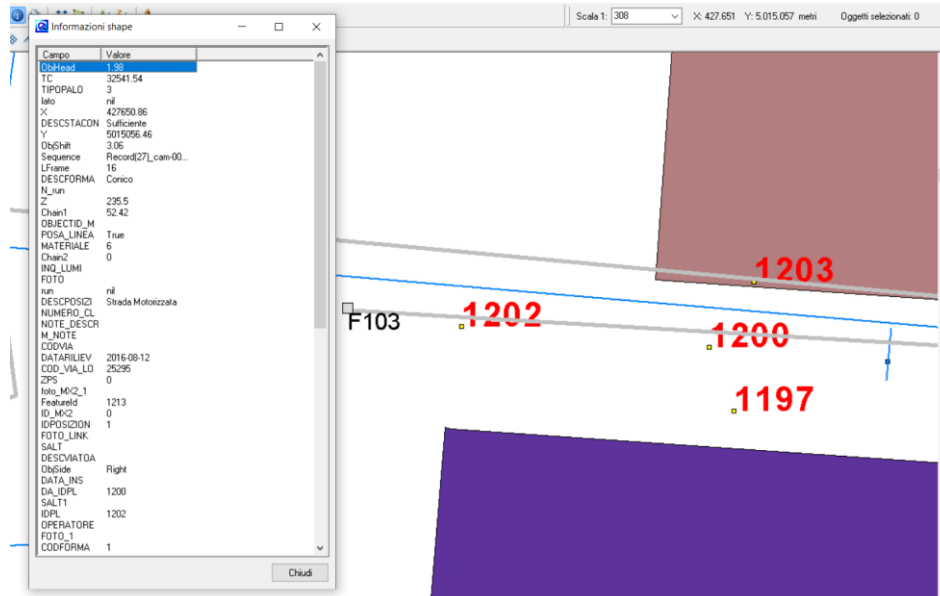 Scala 1: 308 X: 427.651 Y: 5.015.057 metri Oggetti selezionati: 0
Informazioni shape
Campo Valore
ObjHead 1.98
TC 32541.54
TIPOPALO 3
lato nil
X 427650.86
DESCSTACON Sufficiente
Y 5015056.46
ObjShift 3.06
Sequence Record(27)_cam-00...
LFrame 16
DESCFORMA Conico
N_run
Z 235.5
Chain1 52.42
OBJECTID_M
POSA_LINEA True
MATERIALE 6
Chain2 0
INQ_LUMI
FOTO
run nil
DESCPOSIZI Strada Motorizzata
NUMERO_CL
NOTE_DESCR
M_NOTE
CODVIA
DATARILIEV 2016-08-12
COD_VIA_LO 25295
ZPS 0
foto_MX2_1
FeatureId 1213
ID_MX2 0
IDPOSIZION 1
FOTO_LINK
SALT
DESCVIATOA
ObjSide Right
DATA_INS
DA_IDPL 1200
SALT1
IDPL 1202
OPERATORE
FOTO_1
CODFORMA 1
Chiudi
1203
F103
1202
1200
1197